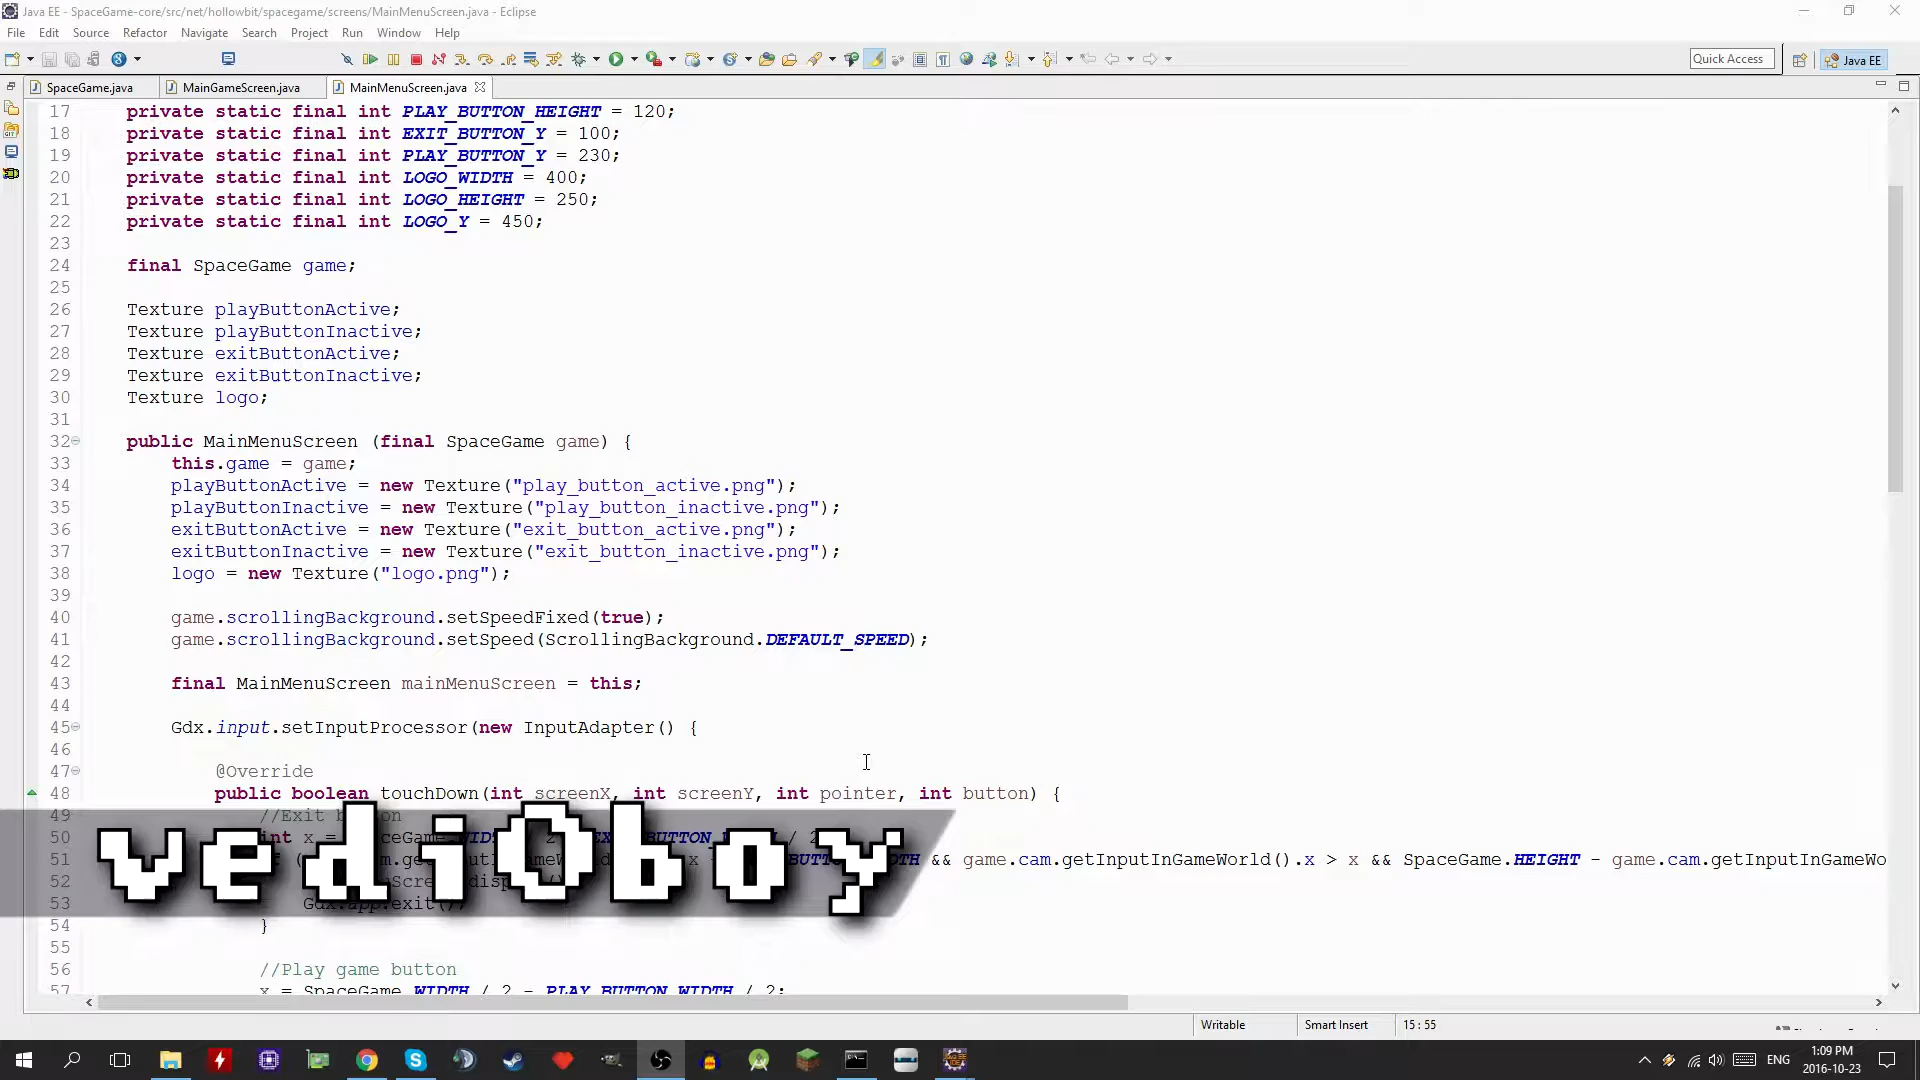 Java EE - SpaceGame-core/src/net/hollowbit/spacegame/screens/MainMenuScreen.java - Eclipse
File Edit Source Refactor Navigate Search Project Run Window Help
Quick Access Java EE
SpaceGame.java MainGameScreen.java MainMenuScreen.java
17 private static final int PLAY_BUTTON_HEIGHT = 120;
18 private static final int EXIT_BUTTON_Y = 100;
19 private static final int PLAY_BUTTON_Y = 230;
20 private static final int LOGO_WIDTH = 400;
21 private static final int LOGO_HEIGHT = 250;
22 private static final int LOGO_Y = 450;
23
24 final SpaceGame game;
25
26 Texture playButtonActive;
27 Texture playButtonInactive;
28 Texture exitButtonActive;
29 Texture exitButtonInactive;
30 Texture logo;
31
32 public MainMenuScreen (final SpaceGame game) {
33 this.game = game;
34 playButtonActive = new Texture("play_button_active.png");
35 playButtonInactive = new Texture("play_button_inactive.png");
36 exitButtonActive = new Texture("exit_button_active.png");
37 exitButtonInactive = new Texture("exit_button_inactive.png");
38 logo = new Texture("logo.png");
39
40 game.scrollingBackground.setSpeedFixed(true);
41 game.scrollingBackground.setSpeed(ScrollingBackground.DEFAULT_SPEED);
42
43 final MainMenuScreen mainMenuScreen = this;
44
45 Gdx.input.setInputProcessor(new InputAdapter() {
46
47 @Override
48 public boolean touchDown(int screenX, int screenY, int pointer, int button) {
49 //Exit
50 int x =
51 && game.cam.getInputInGameWorld().x > x && SpaceGame.HEIGHT - game.cam.getInputInGameWo
52
53 Gdx.app.exit();
54 }
55
56 //Play game button
57 x = SpaceGame.WIDTH / 2 - PLAY_BUTTON_WIDTH / 2;
vedi0boy
Writable Smart Insert 15 : 55
ENG 1:09 PM
2016-10-23